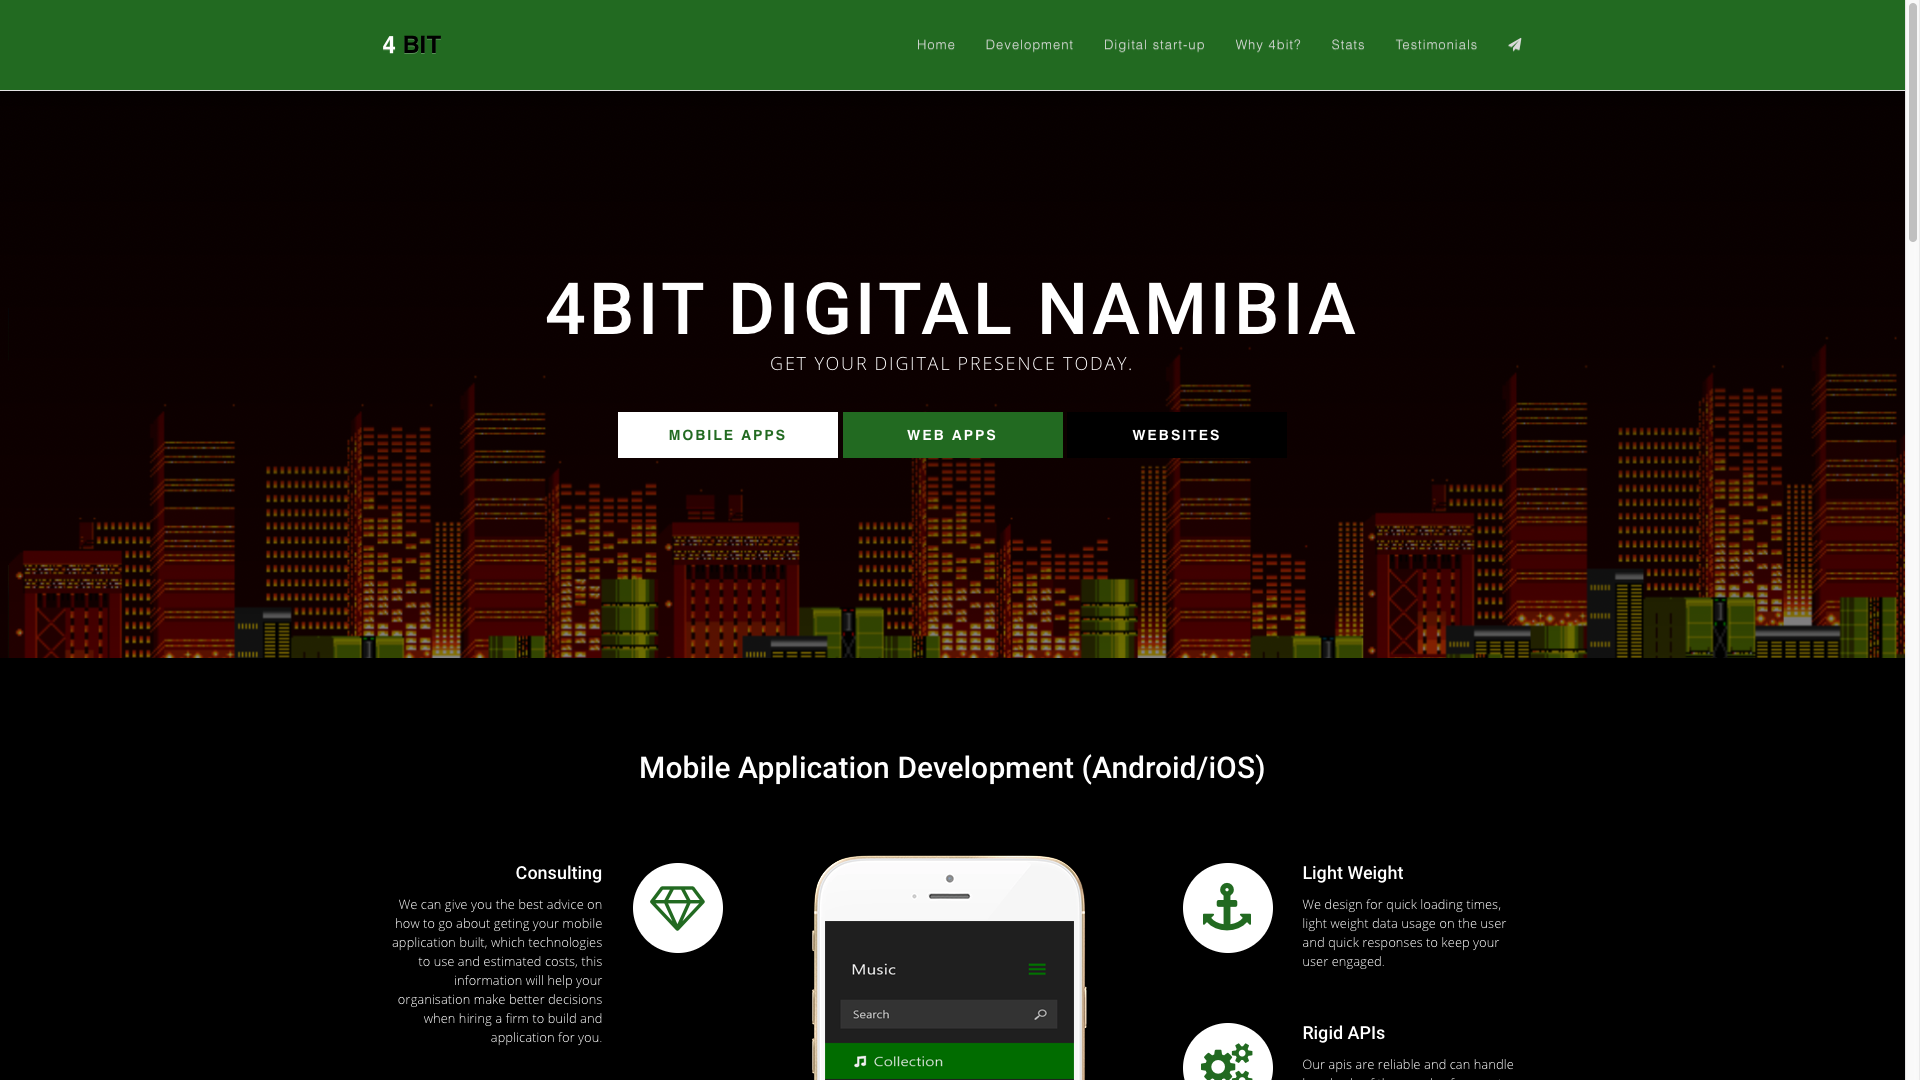 4 BIT
Home Development Digital start-up Why 4bit? Stats Testimonials
4BIT DIGITAL NAMIBIA
GET YOUR DIGITAL PRESENCE TODAY.
MOBILE APPS WEB APPS WEBSITES
Mobile Application Development (Android/iOS)
Consulting
We can give you the best advice on
how to go about geting your mobile
application built, which technologies
to use and estimated costs, this
information will help your
organisation make better decisions
when hiring a firm to build and
application for you.
Music
Search
Collection
Light Weight
We design for quick loading times,
light weight data usage on the user
and quick responses to keep your
user engaged.
Rigid APIs
Our apis are reliable and can handle